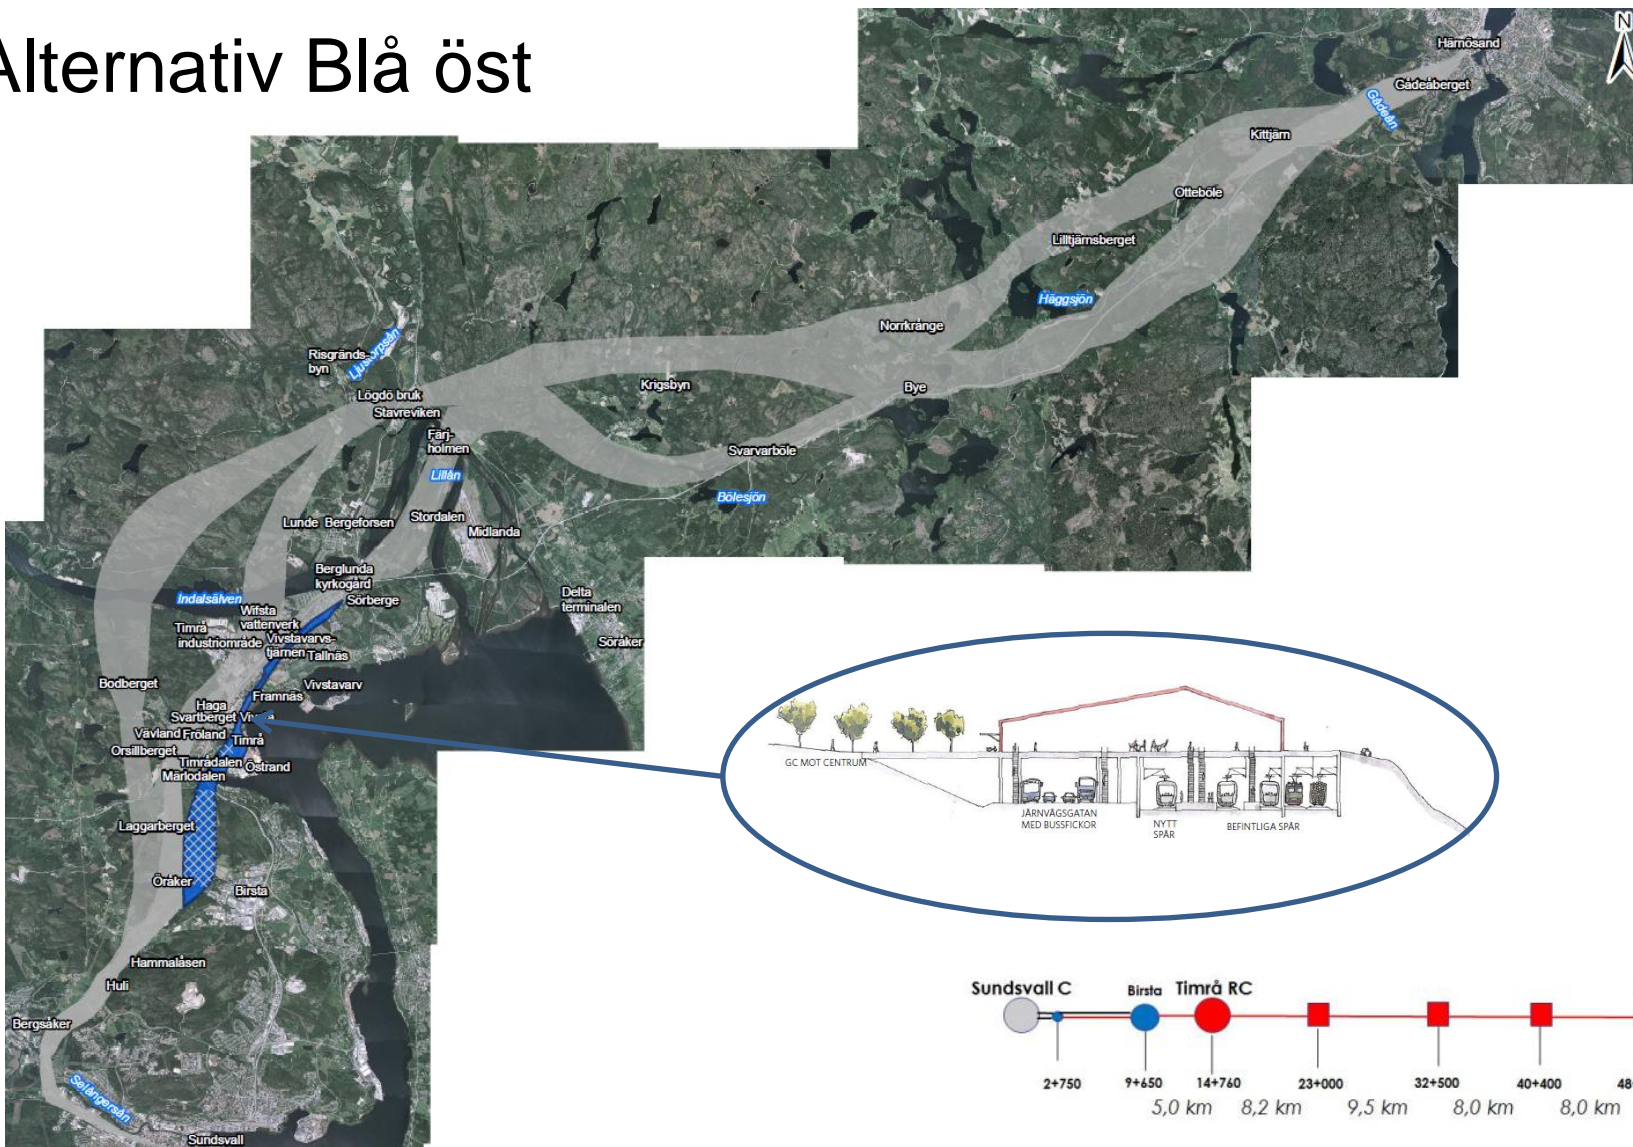 Alternativ Blå öst
N
Härnösand
Gådeåberget
Gådeån
Kittjärn
Otteböle
Lilltjärnsberget
Häggsjön
Norrkrånge
Risgränds-
byn
Ljustorpsån
Lögdö bruk
Stavreviken
Krigsbyn
Bye
Färj-
holmen
Svarvarböle
Lillån
Bölesjön
Lunde Bergeforsen
Stordalen
Midlanda
Berglunda
kyrkogård
Sörberge
Indalsälven
Wifsta
vattenverk
Delta
terminalen
Timrå
industriområde
Vivstavarvs-
tjärnen
Tallnäs
Söråker
Bodberget
Vivstavarv
Framnäs
Haga
Svartberget
Vävland Fröland
Timrå
Orsillberget
Timrådalen
Östrand
Märlodalen
Laggarberget
Öråker
Birsta
Hammalåsen
Huli
Bergsåker
Selångersån
Sundsvall
GC MOT CENTRUM
JÄRNVÄGSGATAN
MED BUSSFICKOR
NYTT
SPÅR
BEFINTLIGA SPÅR
Sundsvall C
Birsta
Timrå RC
2+750
9+650
14+760
23+000
32+500
40+400
48
5,0 km
8,2 km
9,5 km
8,0 km
8,0 km